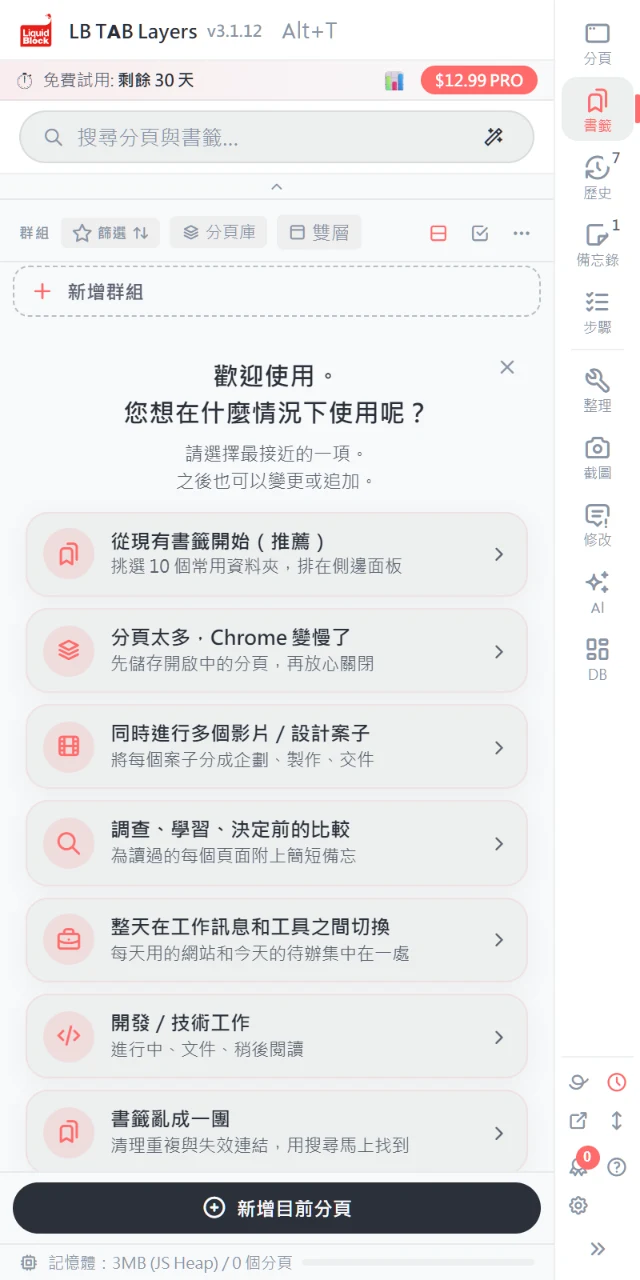 Liquid Block
LB TAB Layers v3.1.12 Alt+T
免費試用: 剩餘 30 天 $12.99 PRO
搜尋分頁與書籤...
群組 篩選 分頁庫 雙層
新增群組
歡迎使用。
您想在什麼情況下使用呢？
請選擇最接近的一項。
之後也可以變更或追加。
從現有書籤開始（推薦）
挑選 10 個常用資料夾，排在側邊面板
分頁太多，Chrome 變慢了
先儲存開啟中的分頁，再放心關閉
同時進行多個影片 / 設計案子
將每個案子分成企劃、製作、交件
調查、學習、決定前的比較
為讀過的每個頁面附上簡短備忘
整天在工作訊息和工具之間切換
每天用的網站和今天的待辦集中在一處
開發 / 技術工作
進行中、文件、稍後閱讀
書籤亂成一團
清理重複與失效連結，用搜尋馬上找到
新增目前分頁
記憶體：3MB (JS Heap) / 0 個分頁
分頁
書籤
7
歷史
1
備忘錄
步驟
整理
截圖
修改
AI
DB
0